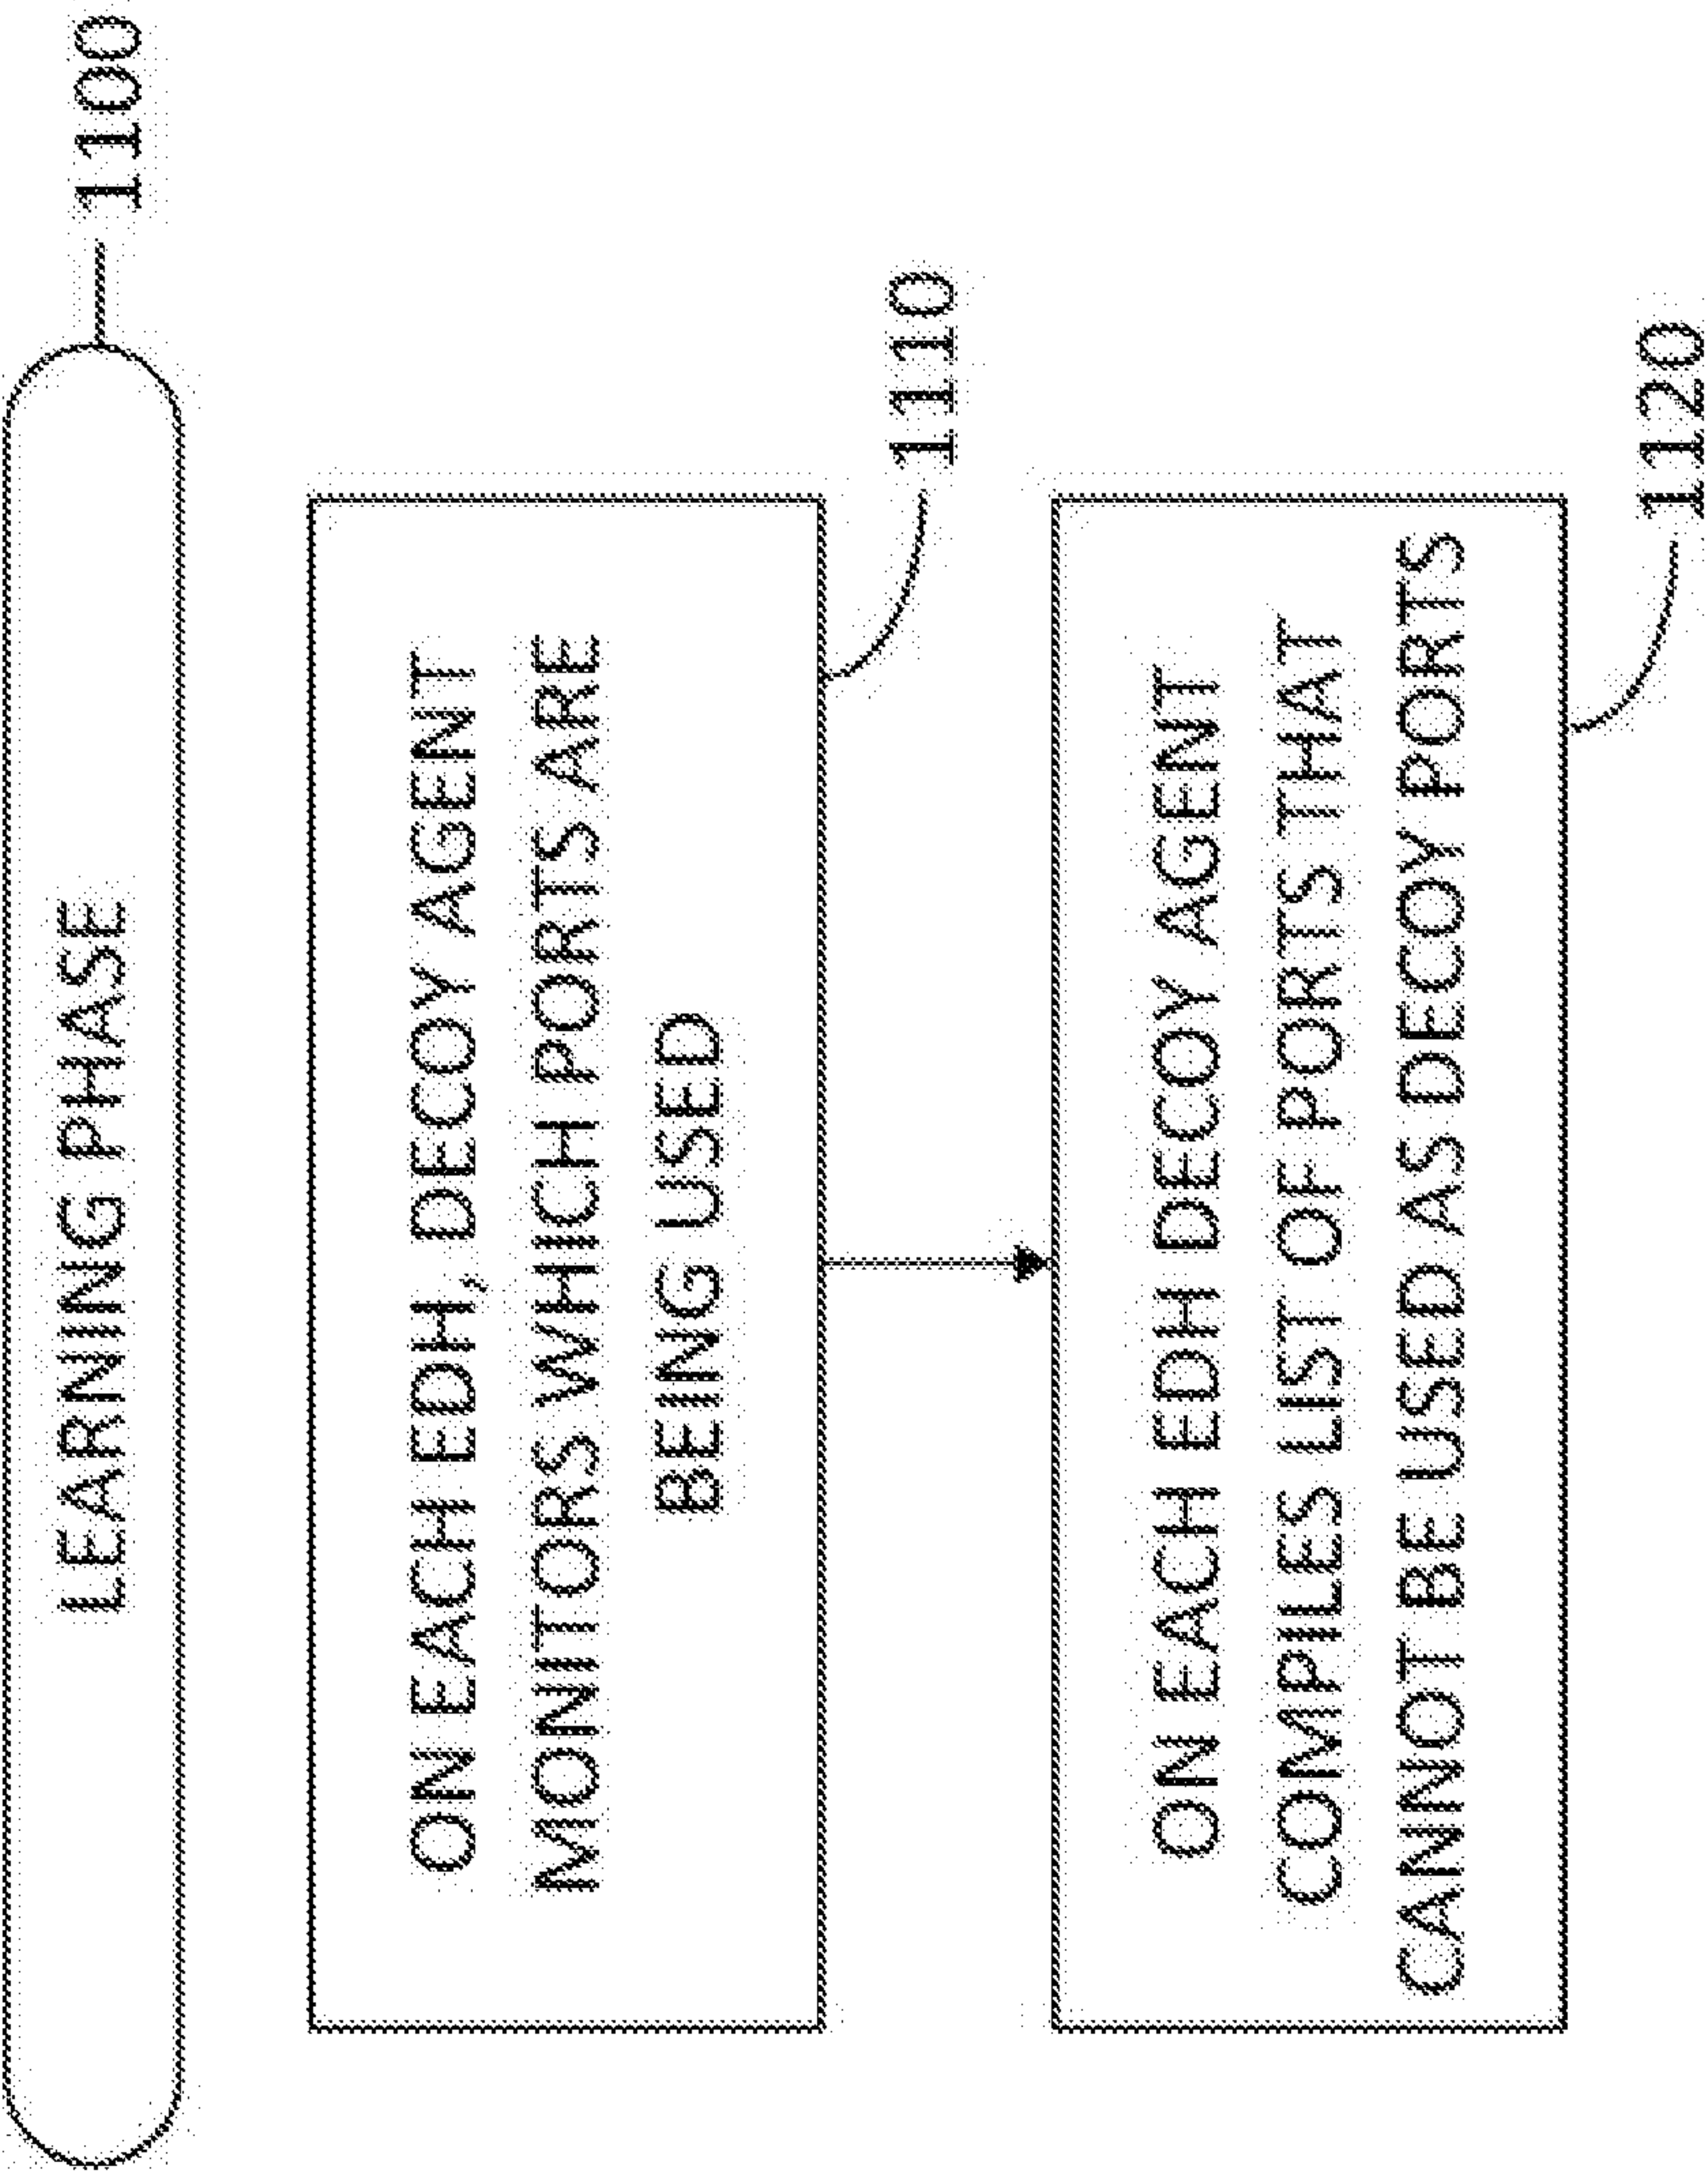 LEARNING PHASE
1100
ON EACH EDH, DECOY AGENT
MONITORS WHICH PORTS ARE
BEING USED
1110
ON EACH EDH DECOY AGENT
COMPILES LIST OF PORTS THAT
CANNOT BE USED AS DECOY PORTS
1120